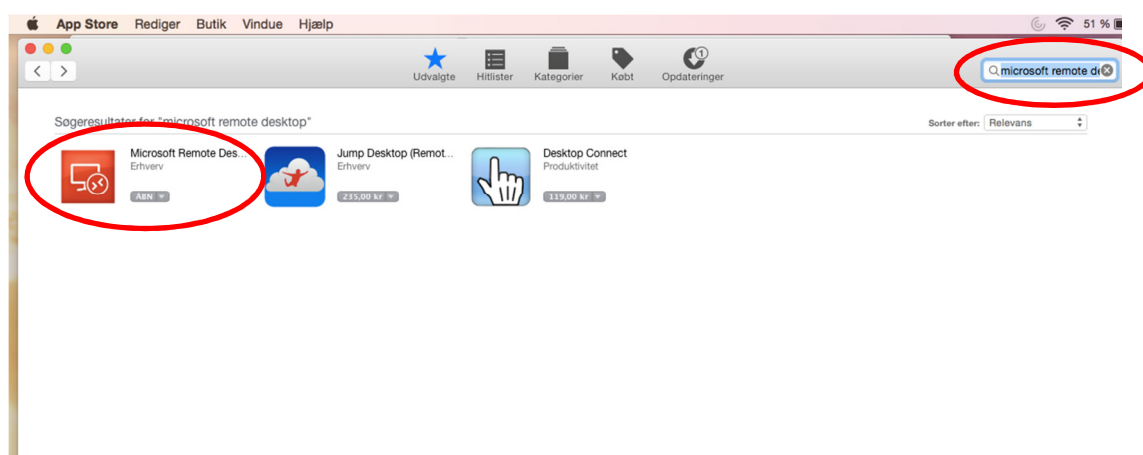 App Store Rediger Butik Vindue Hjælp 51 %
Udvalgte Hitlister Kategorier Købt Opdateringer
1
microsoft remote de
Søgeresultater for "microsoft remote desktop"
Sorter efter: Relevans
Microsoft Remote Des...
Erhverv
ÅBN
Jump Desktop (Remot...
Erhverv
235,00 kr
Desktop Connect
Produktivitet
119,00 kr